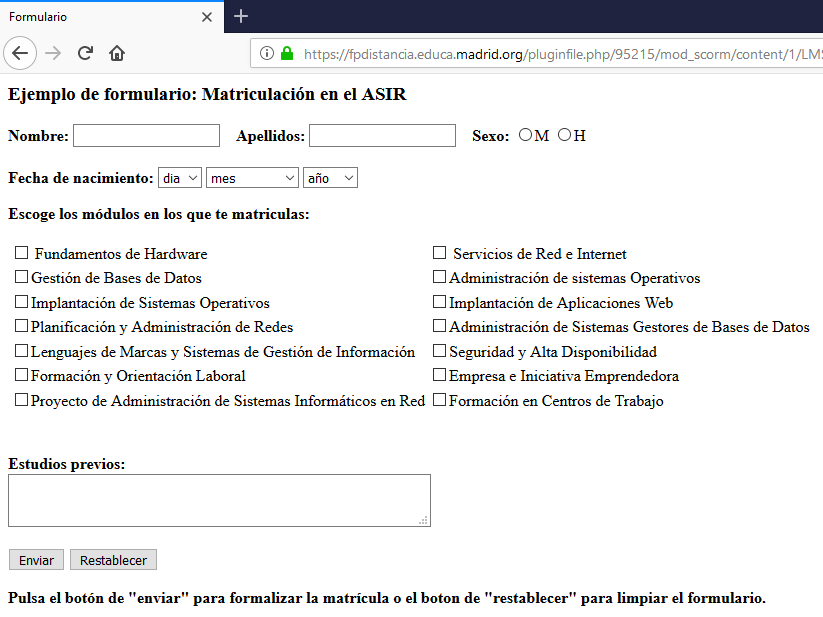 Formulario
https://fpdistancia.educa.madrid.org/pluginfile.php/95215/mod_scorm/content/1/LMS
Ejemplo de formulario: Matriculación en el ASIR
Nombre: Apellidos: Sexo: M H
Fecha de nacimiento: dia mes año
Escoge los módulos en los que te matriculas:
Fundamentos de Hardware Servicios de Red e Internet
Gestión de Bases de Datos Administración de sistemas Operativos
Implantación de Sistemas Operativos Implantación de Aplicaciones Web
Planificación y Administración de Redes Administración de Sistemas Gestores de Bases de Datos
Lenguajes de Marcas y Sistemas de Gestión de Información Seguridad y Alta Disponibilidad
Formación y Orientación Laboral Empresa e Iniciativa Emprendedora
Proyecto de Administración de Sistemas Informáticos en Red Formación en Centros de Trabajo
Estudios previos:
Enviar Restablecer
Pulsa el botón de "enviar" para formalizar la matrícula o el boton de "restablecer" para limpiar el formulario.